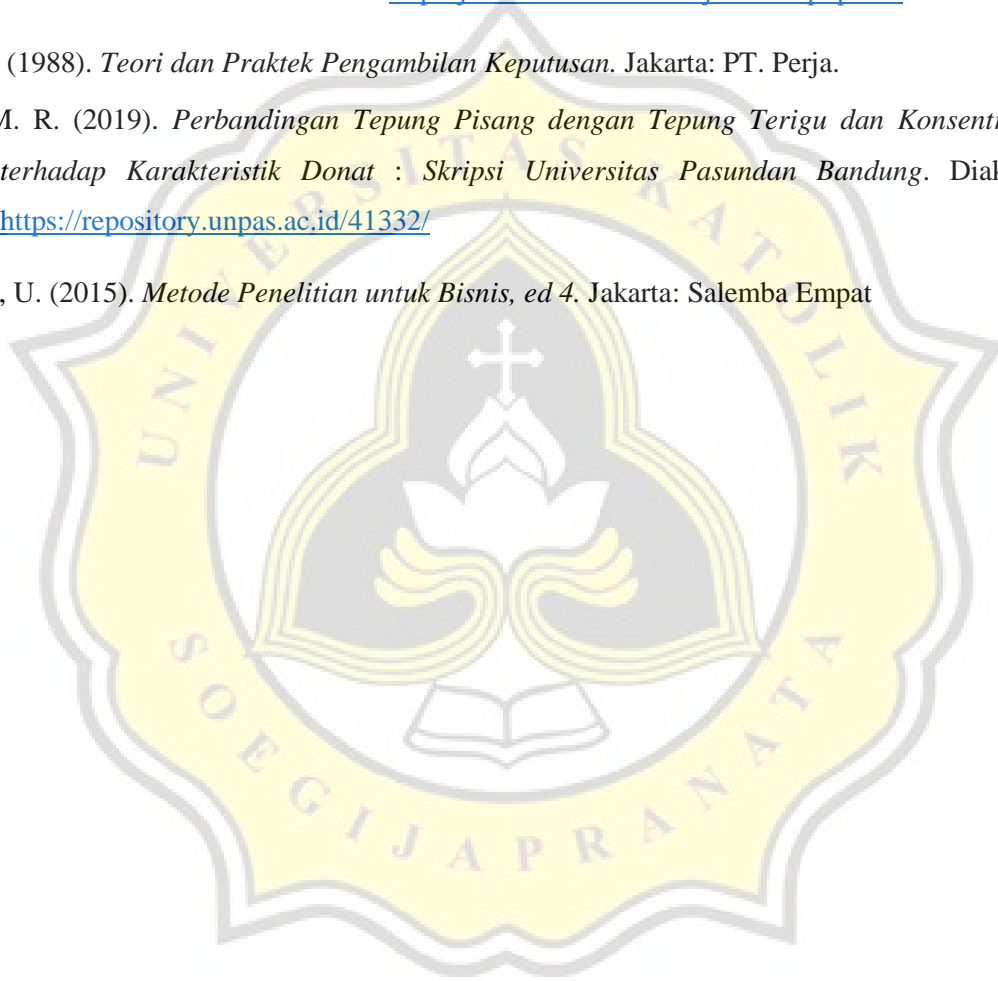 (1988). Teori dan Praktek Pengambilan Keputusan. Jakarta: PT. Perja.
M. R. (2019). Perbandingan Tepung Pisang dengan Tepung Terigu dan
terhadap Karakteristik Donat : Skripsi Universitas Pasundan Bandung.
https://repository.unpas.ac.id/41332/
, U. (2015). Metode Penelitian untuk Bisnis, ed 4. Jakarta: Salemba Empat
UNIVERSITAS KATOLIK
SOEGIJAPRANATA